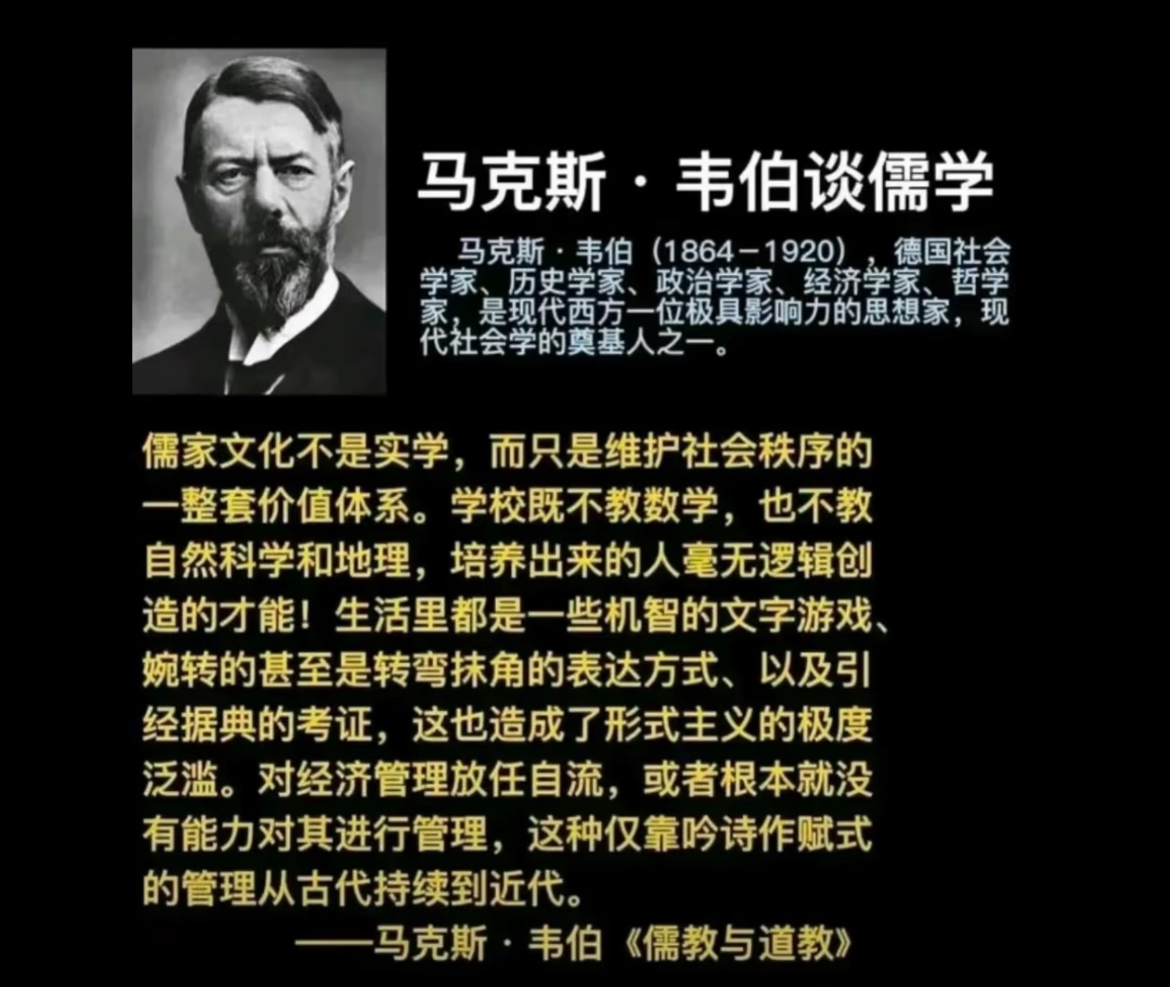 马克斯·韦伯谈儒学
马克斯·韦伯（1864－1920），德国社会
学家、历史学家、政治学家、经济学家、哲学
家，是现代西方一位极具影响力的思想家，现
代社会学的奠基人之一。
儒家文化不是实学，而只是维护社会秩序的
一整套价值体系。学校既不教数学，也不教
自然科学和地理，培养出来的人毫无逻辑创
造的才能！生活里都是一些机智的文字游戏、
婉转的甚至是转弯抹角的表达方式、以及引
经据典的考证，这也造成了形式主义的极度
泛滥。对经济管理放任自流，或者根本就没
有能力对其进行管理，这种仅靠吟诗作赋式
的管理从古代持续到近代。
——马克斯·韦伯《儒教与道教》